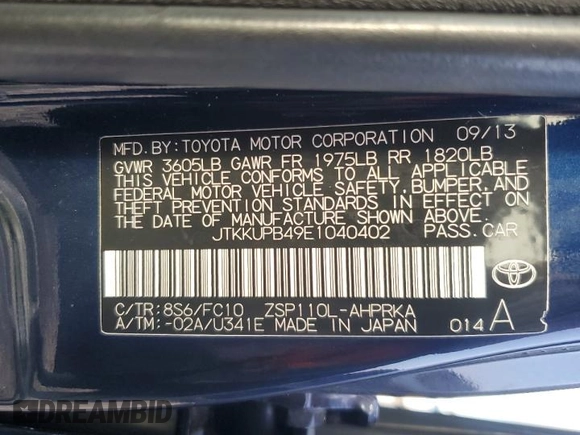 MFD.BY:TOYOTA MOTOR CORPORATION 09/13
GVWR 3605LB GAWR FR 1975LB RR 1820LB
THIS VEHICLE CONFORMS TO ALL APPLICABLE
FEDERAL MOTOR VEHICLE SAFETY,BUMPER,AND
THEFT PREVENTION STANDARDS IN EFFECT ON THE
DATE OF MANUFACTURE SHOWN ABOVE.
JTKKUPB49E1040402 PASS.CAR
C/TR:8S6/FC10 ZSP110L-AHPRKA
A/TM:-02A/U341E MADE IN JAPAN 014 A
DREAMBID